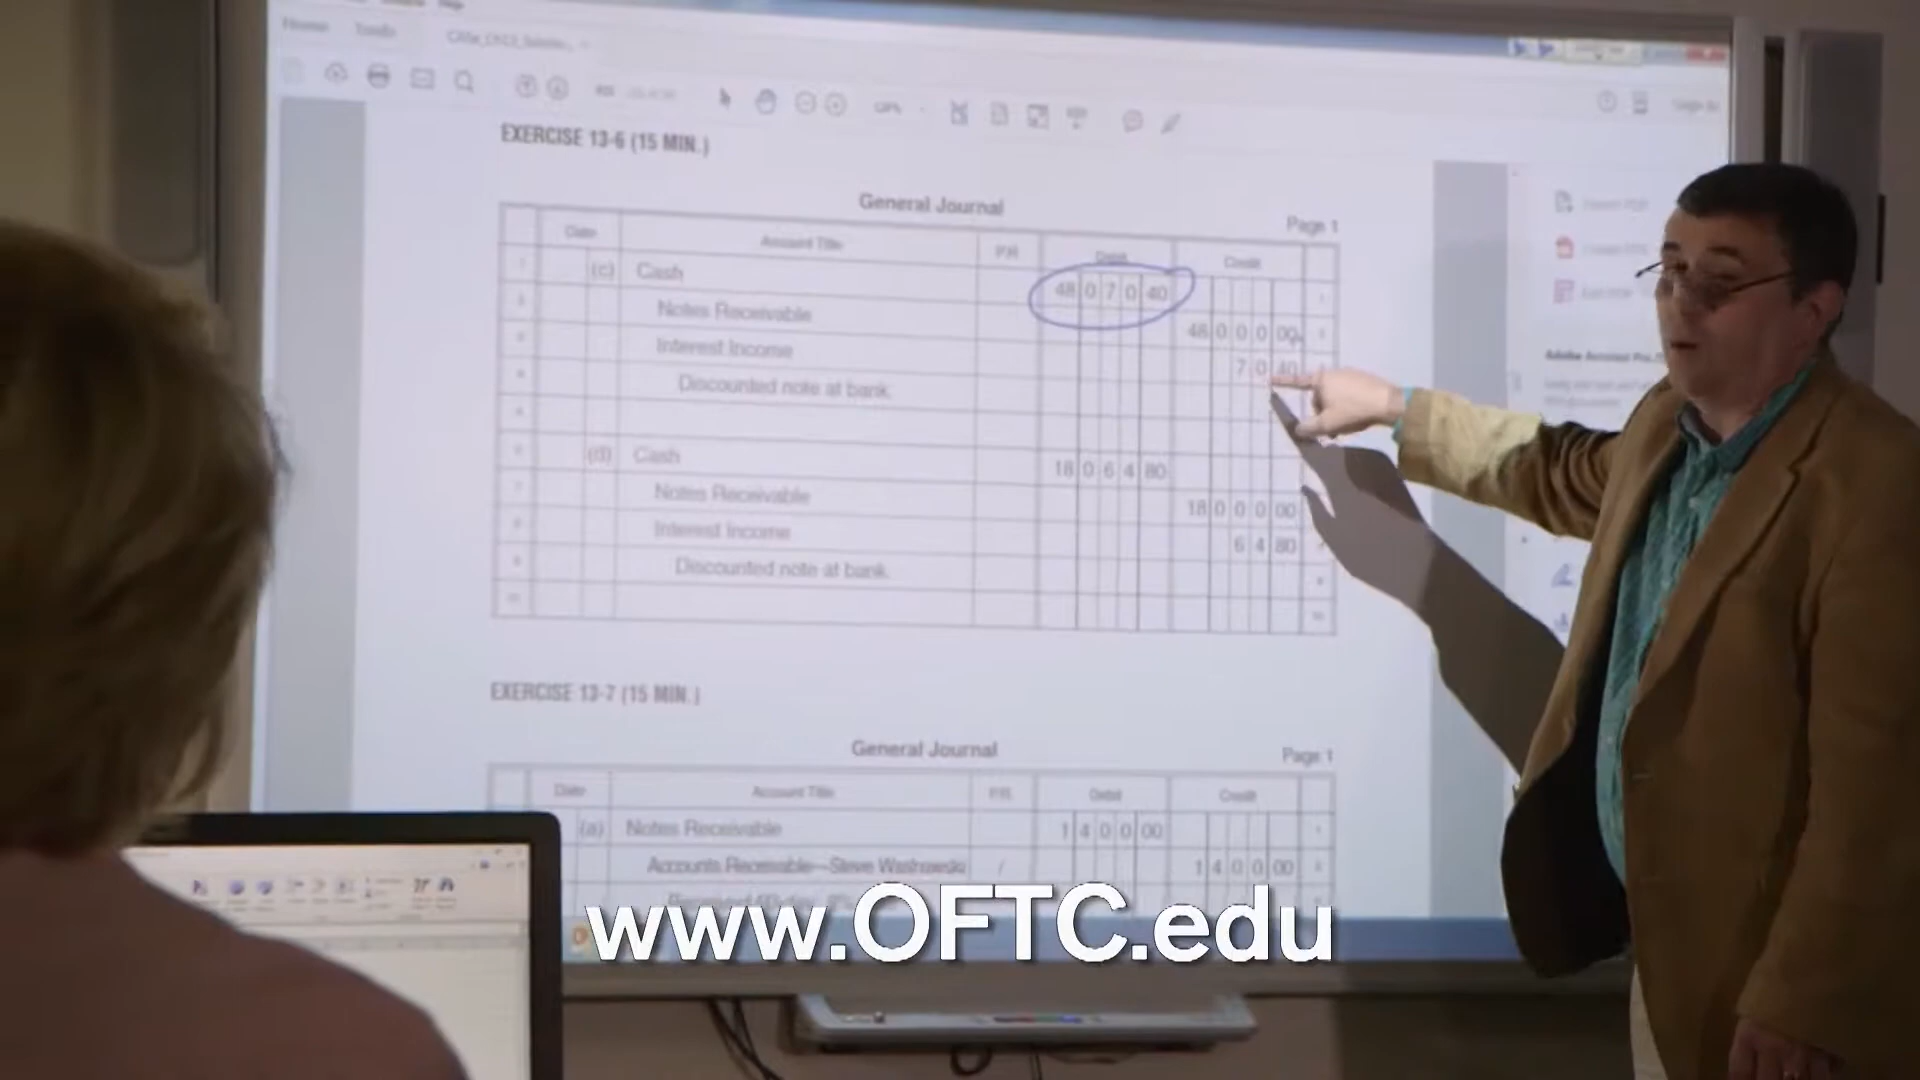 Home Tools
EXERCISE 13-6 (15 MIN.)
General Journal
Page 1
Date Account Title P.R. Debit Credit
(c) Cash 48 0 7 0 40
Notes Receivable 48 0 0 0 00
Interest Income 7 0 40
Discounted note at bank.
(d) Cash 18 0 6 4 80
Notes Receivable 18 0 0 0 00
Interest Income 6 4 80
Discounted note at bank.
EXERCISE 13-7 (15 MIN.)
General Journal
Page 1
Date Account Title P.R. Debit Credit
(a) Notes Receivable 1 4 0 0 00
Accounts Receivable—Steve 1 4 0 0 00
www.OFTC.edu